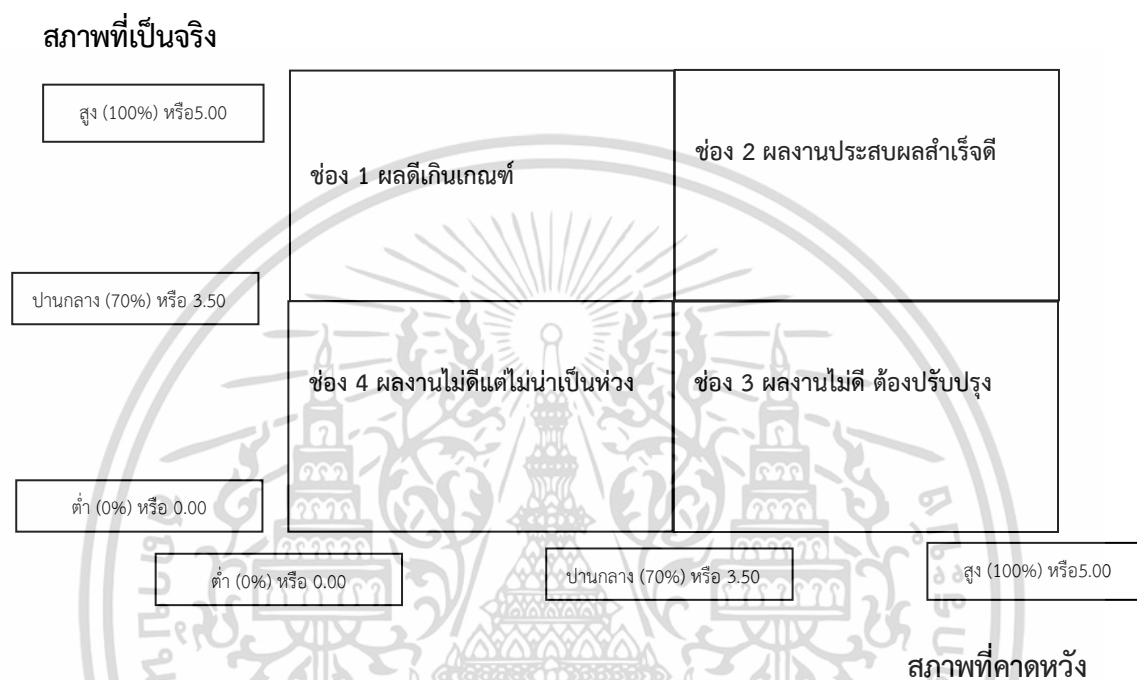 สภาพที่เป็นจริง
สูง (100%) หรือ5.00
ช่อง 1 ผลดีเกินเกณฑ์
ช่อง 2 ผลงานประสบผลสำเร็จดี
ปานกลาง (70%) หรือ 3.50
ช่อง 4 ผลงานไม่ดีแต่ไม่น่าเป็นห่วง
ช่อง 3 ผลงานไม่ดี ต้องปรับปรุง
ต่ำ (0%) หรือ 0.00
ต่ำ (0%) หรือ 0.00
ปานกลาง (70%) หรือ 3.50
สูง (100%) หรือ5.00
สภาพที่คาดหวัง